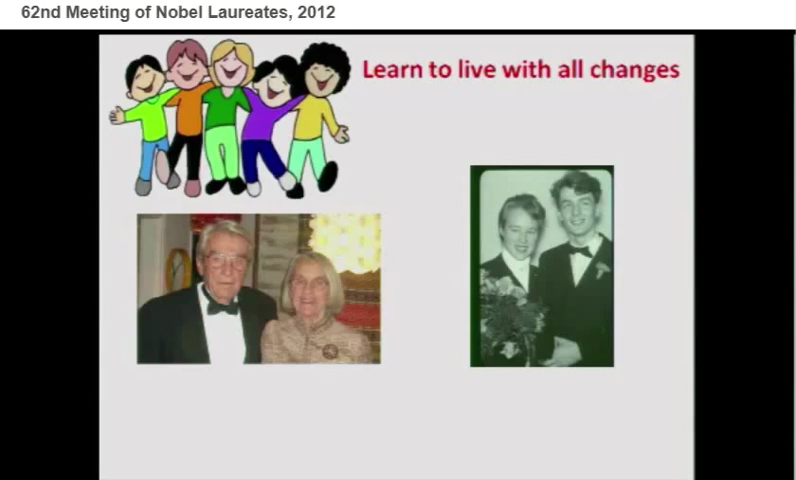 62nd Meeting of Nobel Laureates, 2012
Learn to live with all changes